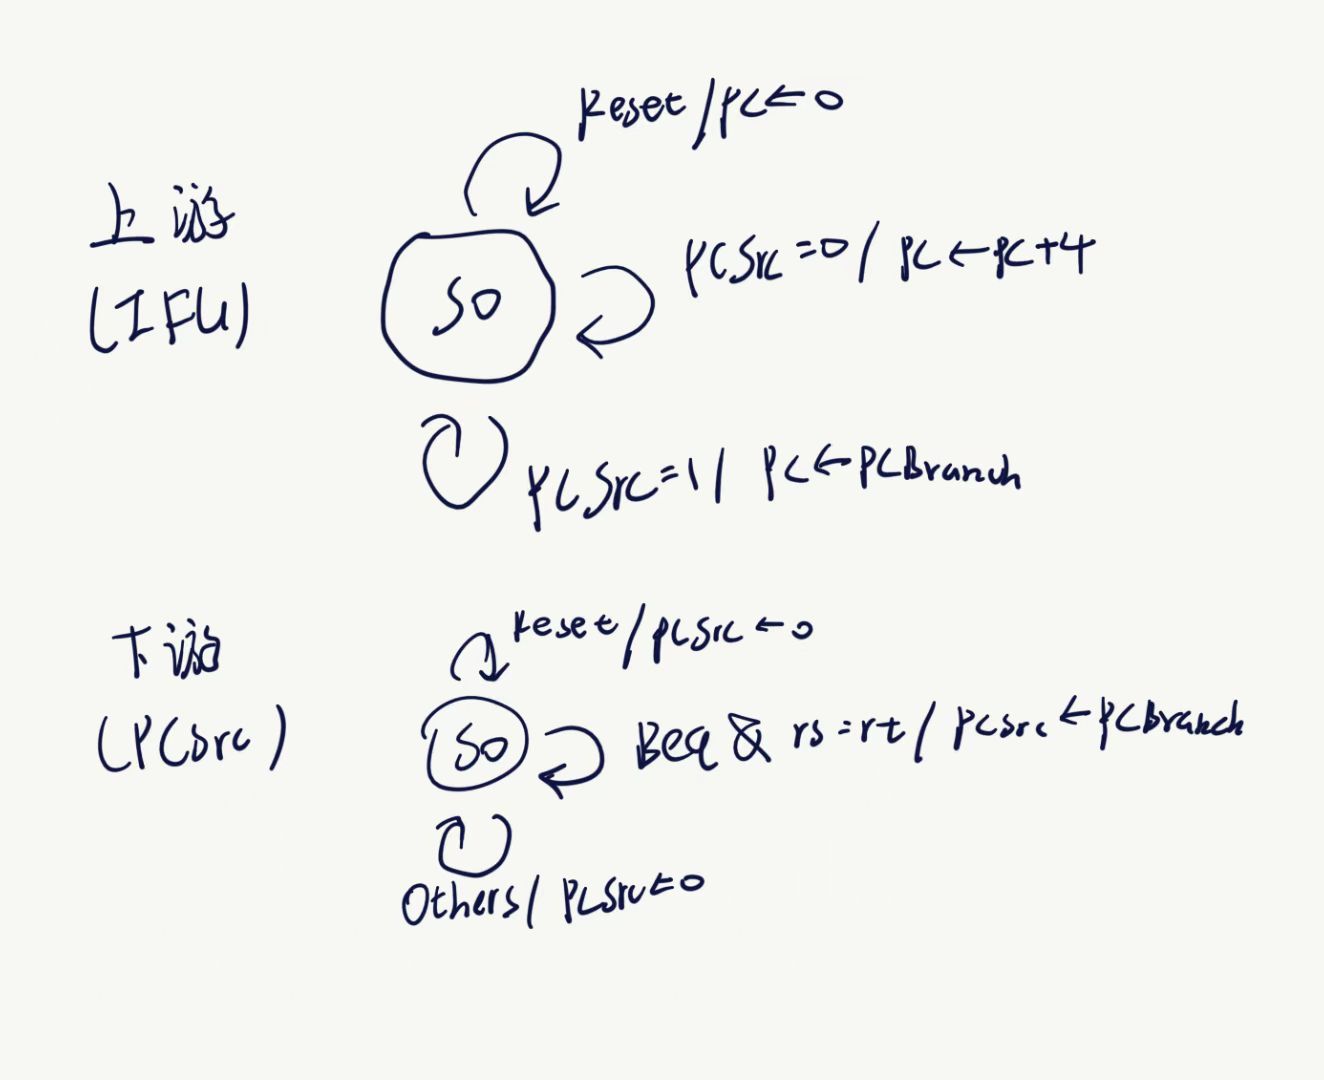 Reset/PC←0
上游
(IFU)
S0
PCSrc=0/ PC←PC+4
PCSrc=1/ PC←PCBranch
下游
(PCsrc)
Reset/PCSrc←0
S0
Beq & rs=rt/ PCsrc←PCBranch
Others/ PCSrc←0